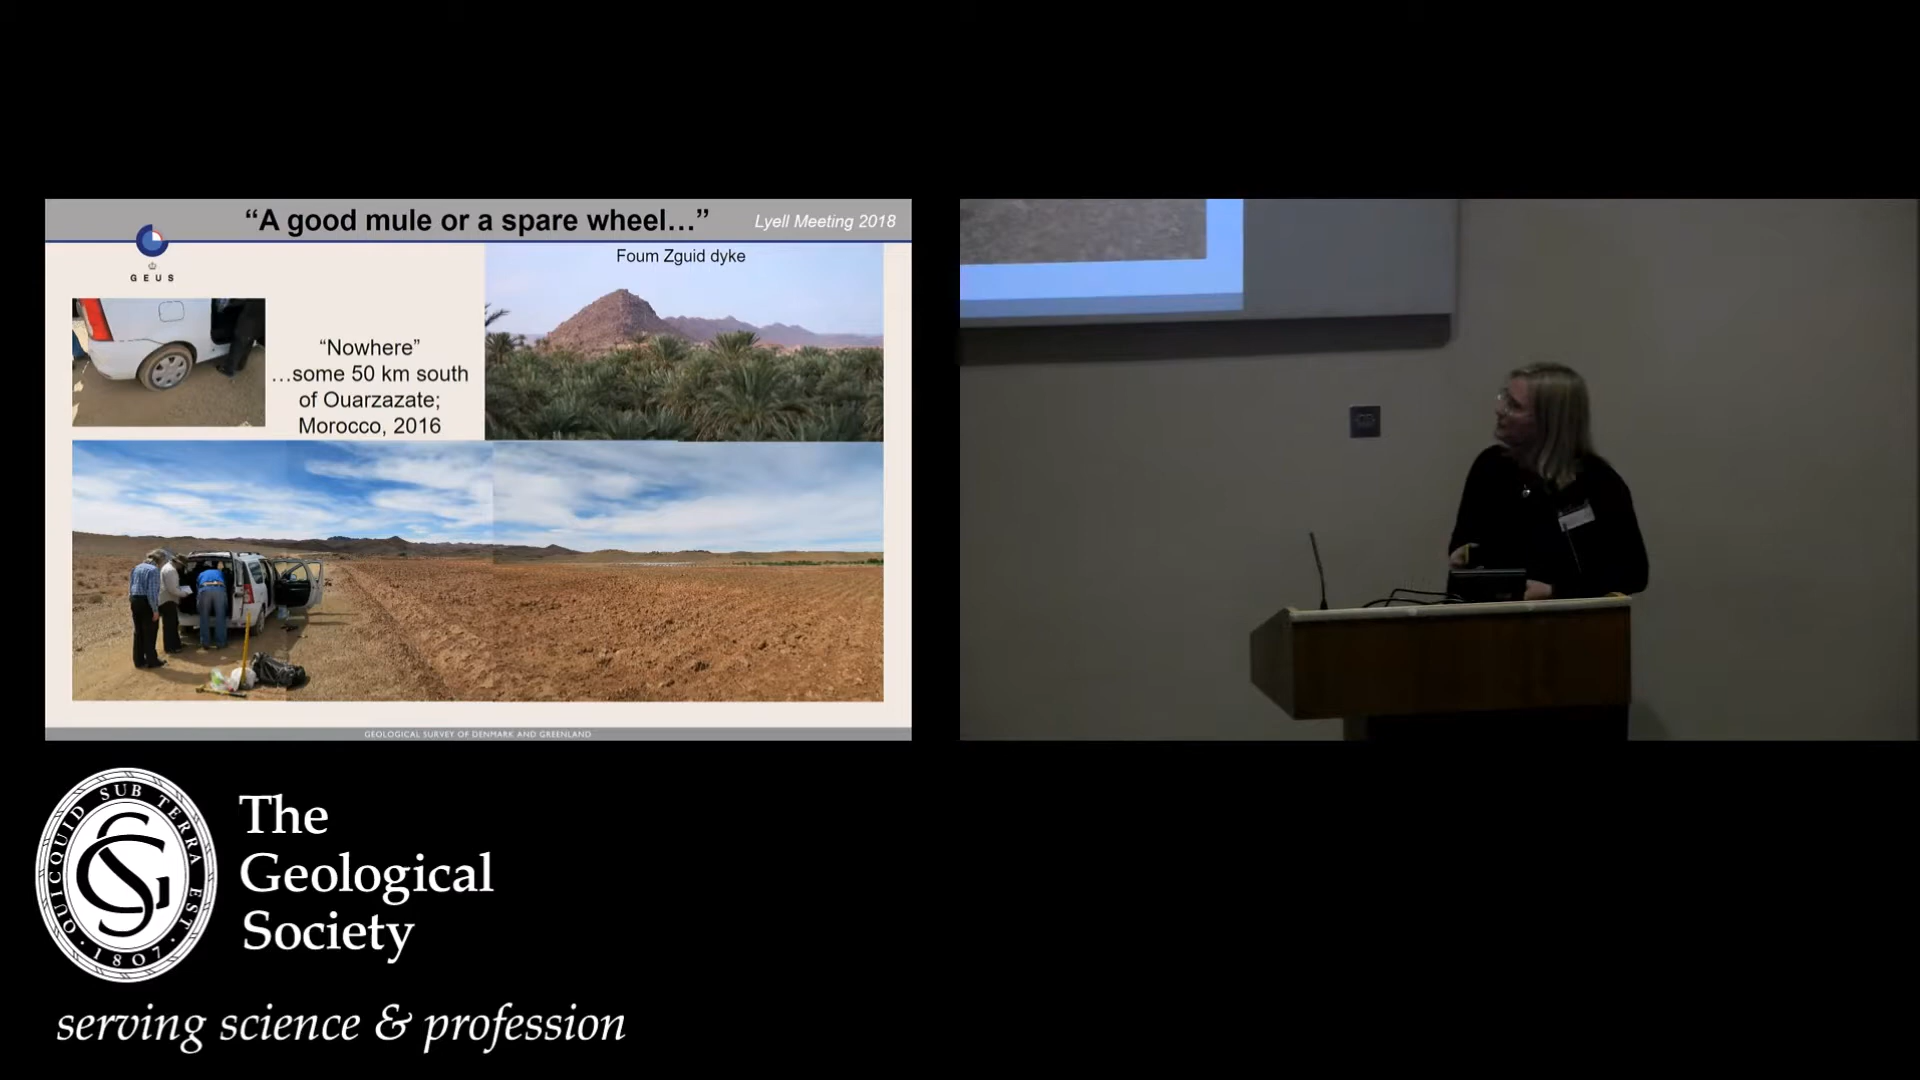 “A good mule or a spare wheel…”
Lyell Meeting 2018
GEUS
Foum Zguid dyke
“Nowhere”
…some 50 km south
of Ouarzazate;
Morocco, 2016
GEOLOGICAL SURVEY OF DENMARK AND GREENLAND
QUICQUID SUB TERRA EST
1807
The
Geological
Society
serving science & profession